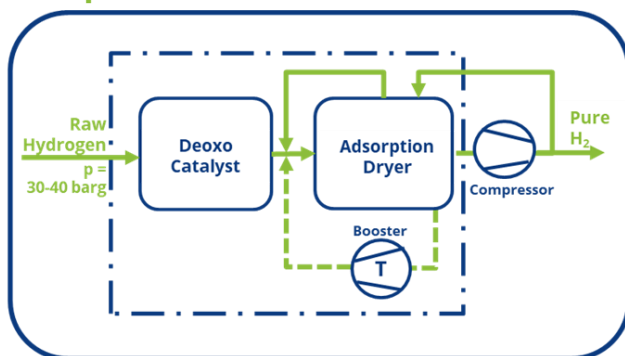 Raw
Hydrogen
p =
30-40 barg
Deoxo
Catalyst
Adsorption
Dryer
Booster
T
Compressor
Pure
H₂